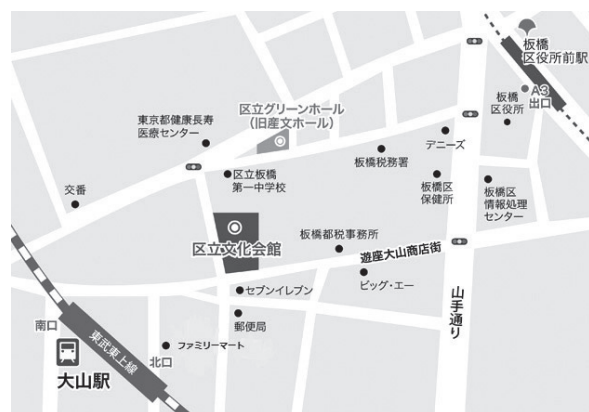 板橋
区役所前駅
A3
出口
板橋
区役所
区立グリーンホール
（旧産文ホール）
東京都健康長寿
医療センター
デニーズ
板橋税務署
区立板橋
第一中学校
板橋区
保健所
板橋区
情報処理
センター
交番
区立文化会館
板橋都税事務所
遊座大山商店街
ビッグ・エー
セブンイレブン
山手通り
郵便局
南口
東武東上線
北口
ファミリーマート
大山駅